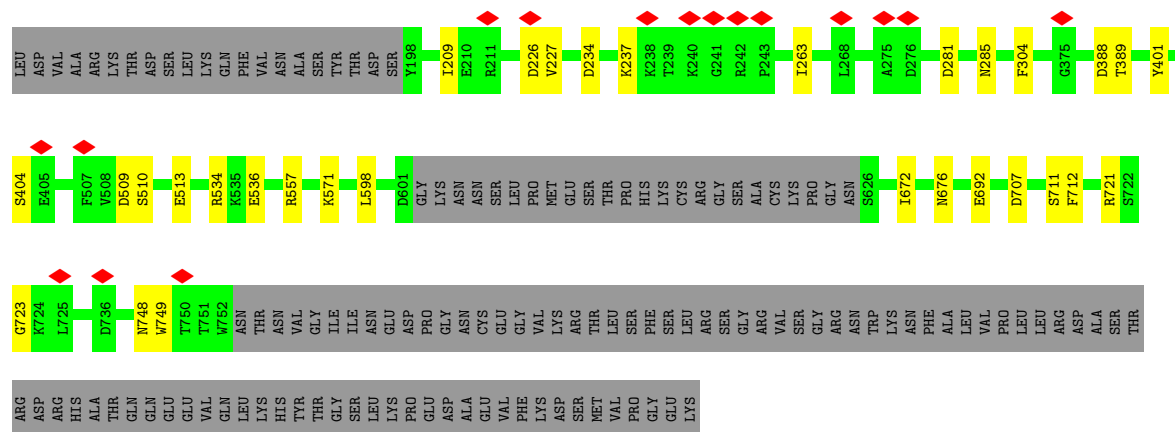 LEU ASP VAL ALA ARG LYS THR ASP SER LEU LYS GLN PHE VAL ASN ALA SER TYR THR ASP SER Y198 I209 E210 R211 D226 V227 D234 K237 K238 T239 K240 G241 R242 P243 I263 L268 A275 D276 D281 N285 F304 G375 D388 T389 Y401
S404 E405 F507 V508 D509 S510 E513 R534 K535 E536 R557 K571 L598 D601 GLY LYS ASN ASN SER LEU PRO MET GLU SER THR PRO HIS LYS CYS ARG GLY SER ALA CYS LYS PRO GLY ASN S626 I672 N676 E692 D707 S711 F712 R721 S722
G723 K724 L725 D736 N748 W749 T750 T751 W752 ASN THR ASN VAL GLY ILE ILE ASN GLU ASP PRO GLY ASN CYS GLU GLY VAL LYS ARG THR LEU SER PHE SER LEU ARG SER GLY ARG VAL SER GLY ARG ASN TRP LYS ASN PHE ALA LEU VAL PRO LEU LEU ARG ASP ALA SER THR
ARG ASP ARG HIS ALA THR GLN GLN GLU GLU VAL GLN LEU LYS HIS TYR THR GLY SER LEU LYS PRO GLU ASP ALA GLU VAL PHE LYS ASP SER MET VAL PRO GLY GLU LYS